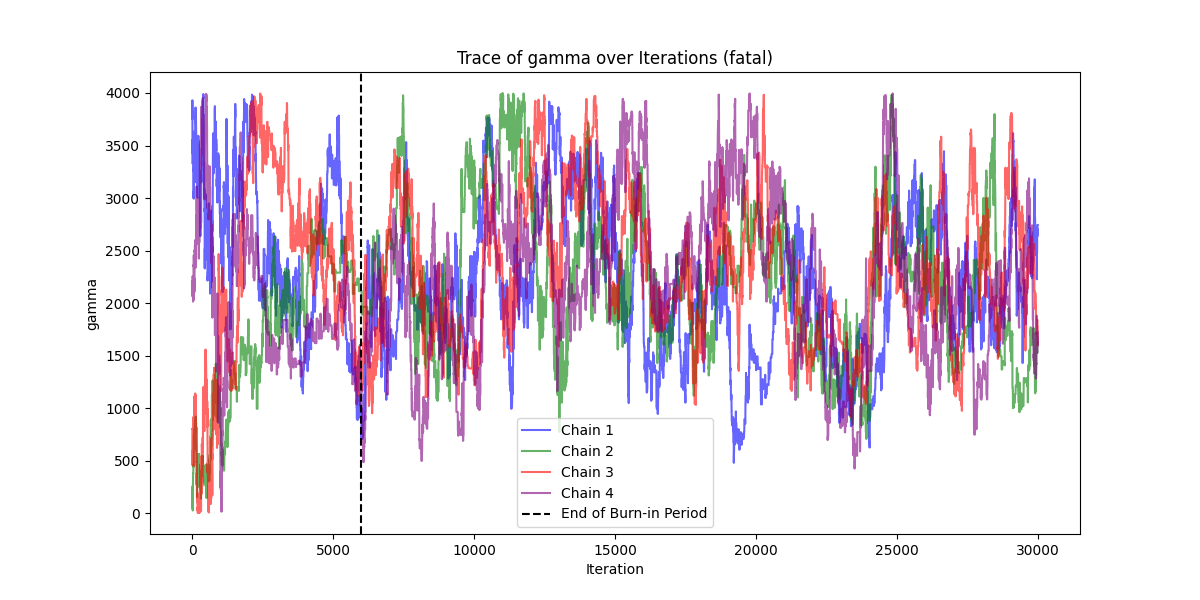 Trace of gamma over Iterations (fatal)
4000
3500
3000
2500
2000
1500
1000
500
0
gamma
Chain 1
Chain 2
Chain 3
Chain 4
End of Burn-in Period
0 5000 10000 15000 20000 25000 30000
Iteration